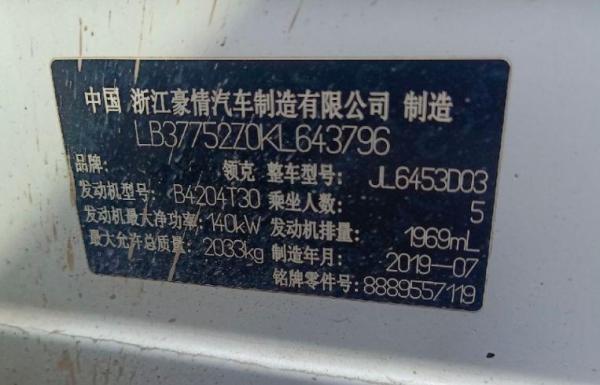 中国 浙江豪情汽车制造有限公司 制造
LB37752Z0KL643796
品牌: 领克 整车型号: JL6453D03
发动机型号: B4204T30 乘坐人数: 5
发动机最大净功率: 140kW 发动机排量: 1969mL
最大允许总质量: 2033kg 制造年月: 2019-07
铭牌零件号: 8889557119